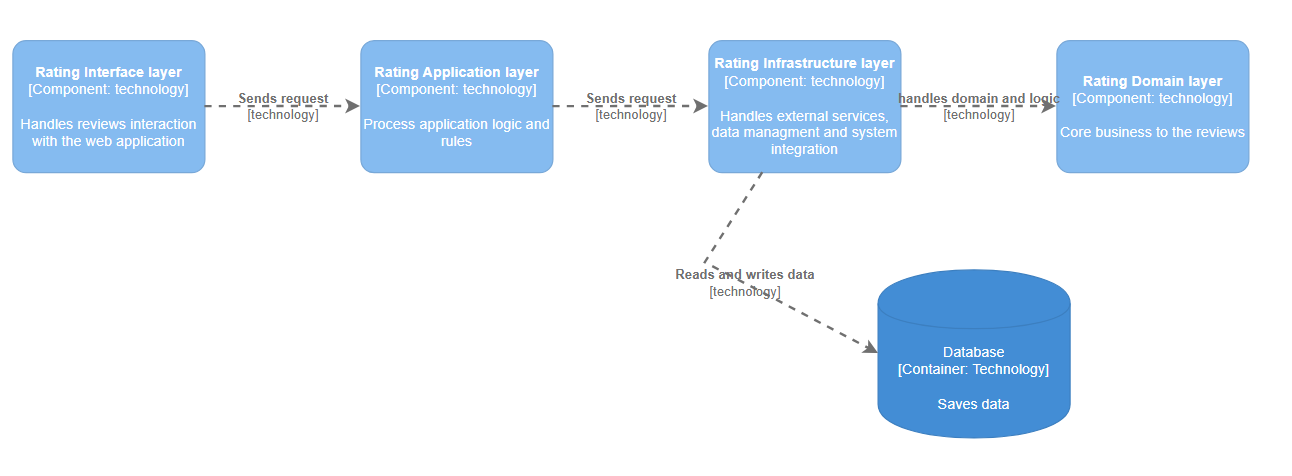 Rating Interface layer
[Component: technology]
Handles reviews interaction
with the web application
Sends request
[technology]
Rating Application layer
[Component: technology]
Process application logic and
rules
Sends request
[technology]
Rating Infrastructure layer
[Component: technology]
Handles external services,
data managment and system
integration
handles domain and logic
[technology]
Rating Domain layer
[Component: technology]
Core business to the reviews
Reads and writes data
[technology]
Database
[Container: Technology]
Saves data